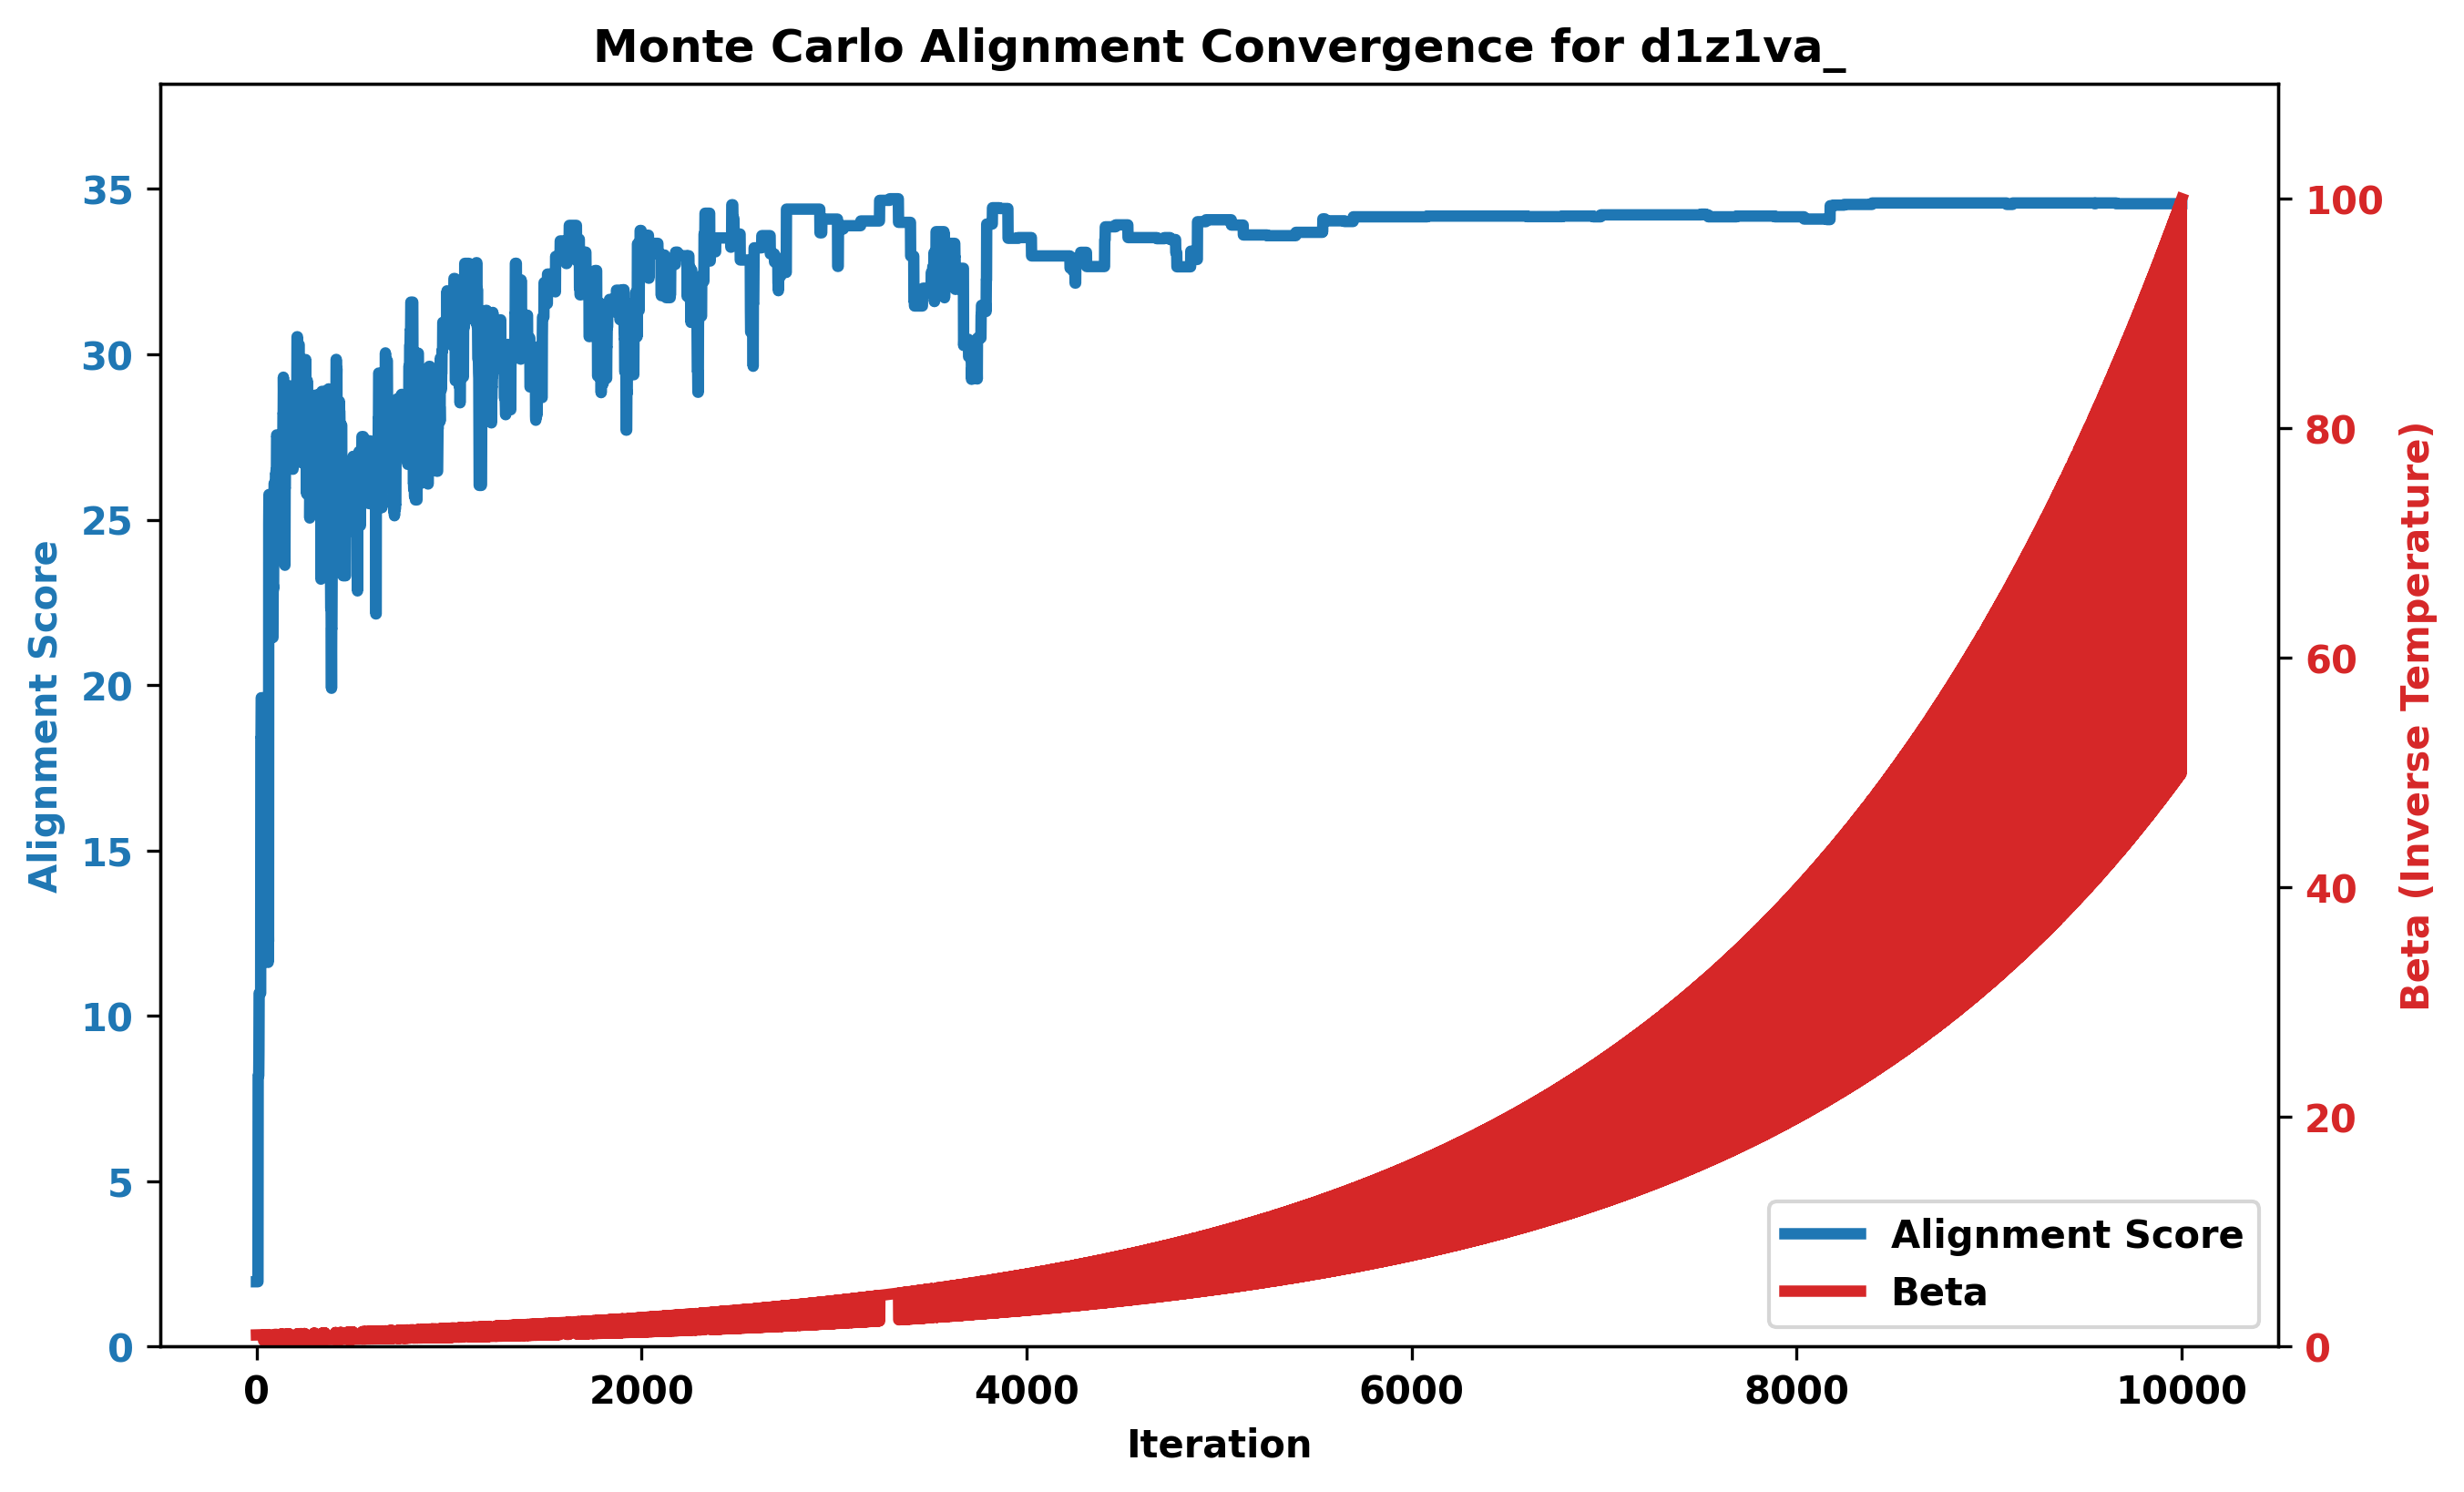 Monte Carlo Alignment Convergence for d1z1va_
Alignment Score
35
30
25
20
15
10
5
0
100
80
60
40
20
0
Beta (Inverse Temperature)
Alignment Score
Beta
0 2000 4000 6000 8000 10000
Iteration